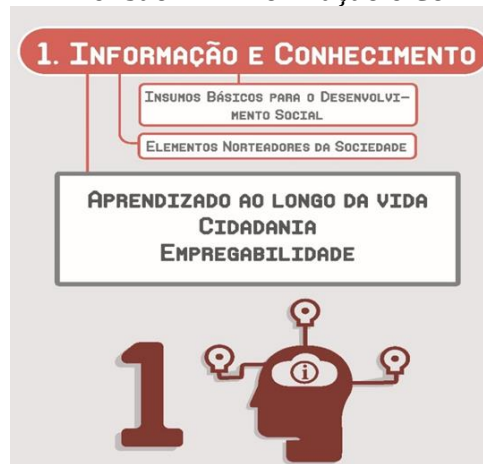 1. Informação e Conhecimento
Insumos Básicos para o Desenvolvi-
mento Social
Elementos Norteadores da Sociedade
Aprendizado ao longo da vida
Cidadania
Empregabilidade
1
i